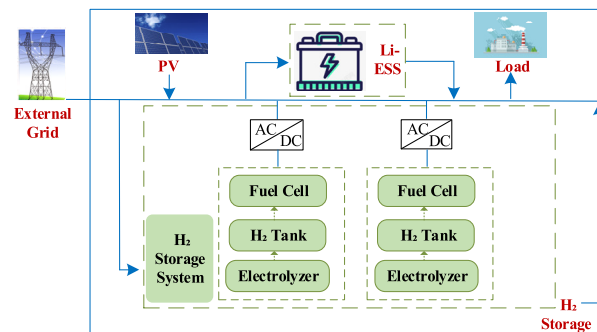 PV
Li-
ESS
Load
External
Grid
AC
DC
AC
DC
Fuel Cell
H₂ Tank
Electrolyzer
Fuel Cell
H₂ Tank
Electrolyzer
H₂
Storage
System
H₂
Storage